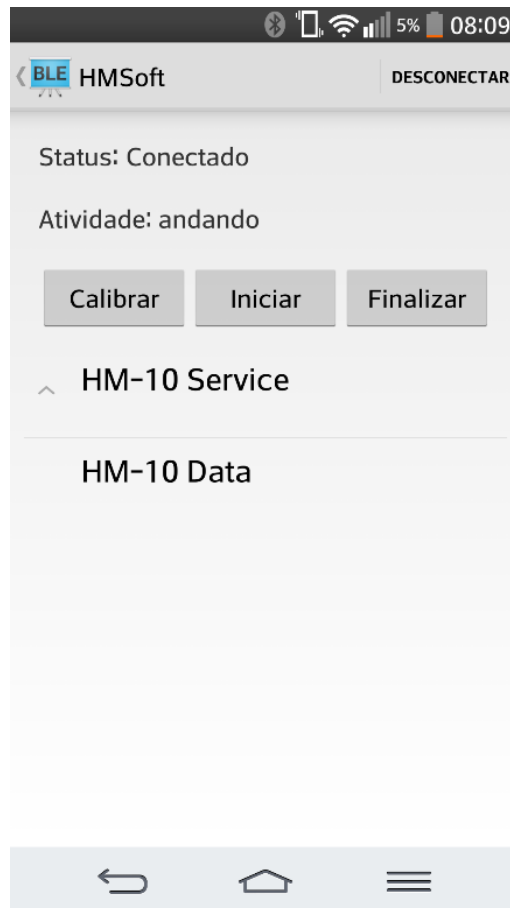 5% 08:09
BLE HMSoft DESCONECTAR
Status: Conectado
Atividade: andando
Calibrar Iniciar Finalizar
HM-10 Service
HM-10 Data